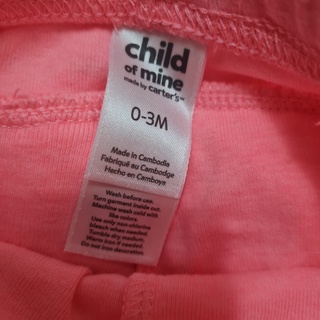 child
of mine
made by Carter's™
0-3M
Made in Cambodia
Fabriqué au Cambodge
Hecho en Camboya
Wash before use.
Turn garment inside out.
Machine wash cold with
like colors.
Use only non-chlorine
bleach when needed.
Tumble dry medium.
Warm iron if needed.
Do not iron decoration.